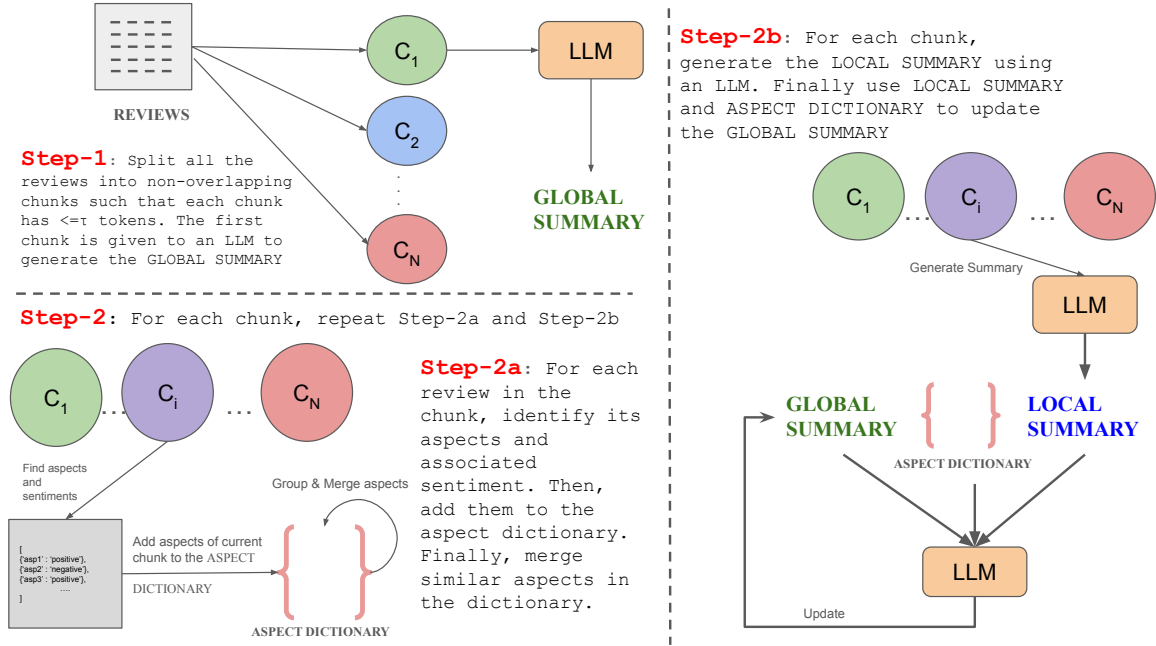 REVIEWS
C1
C2
.
.
.
CN
LLM
GLOBAL
SUMMARY
Step-1: Split all the
reviews into non-overlapping
chunks such that each chunk
has <=τ tokens. The first
chunk is given to an LLM to
generate the GLOBAL SUMMARY
Step-2: For each chunk, repeat Step-2a and Step-2b
C1
...
Ci
...
CN
Find aspects
and
sentiments
[
{'asp1' : 'positive'},
{'asp2' : 'negative'},
{'asp3' : 'positive'},
....
]
Add aspects of current
chunk to the ASPECT
DICTIONARY
Group & Merge aspects
{ }
ASPECT DICTIONARY
Step-2a: For each
review in the
chunk, identify its
aspects and
associated
sentiment. Then,
add them to the
aspect dictionary.
Finally, merge
similar aspects in
the dictionary.
Step-2b: For each chunk,
generate the LOCAL SUMMARY using
an LLM. Finally use LOCAL SUMMARY
and ASPECT DICTIONARY to update
the GLOBAL SUMMARY
C1
...
Ci
...
CN
Generate Summary
LLM
GLOBAL
SUMMARY
{ }
ASPECT DICTIONARY
LOCAL
SUMMARY
LLM
Update